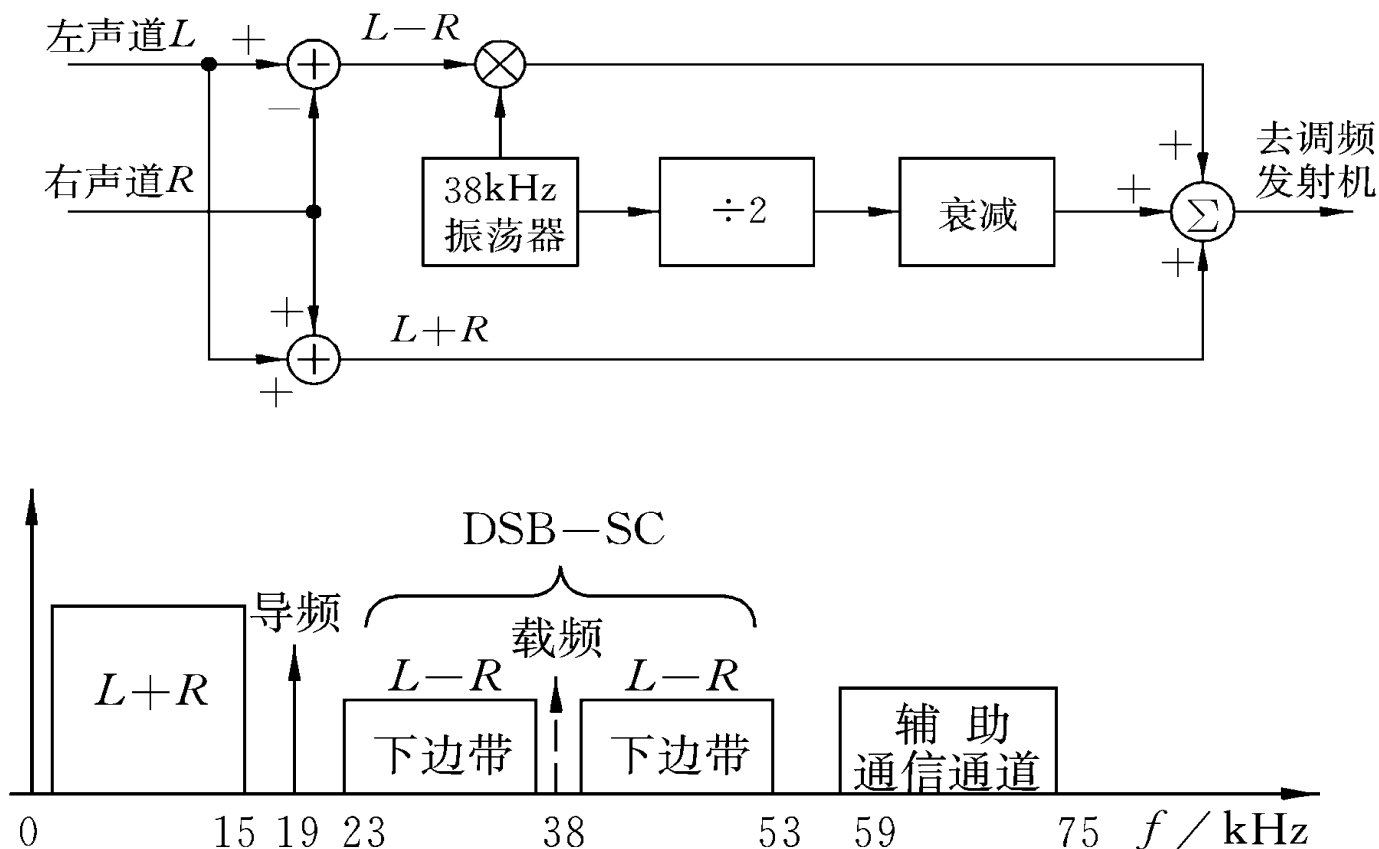 左声道L
+
+
L－R
－
右声道R
38kHz
振荡器
÷2
衰减
+
+
Σ
+
去调频
发射机
+
+
+
L+R
DSB－SC
导频
载频
L+R
L－R
L－R
下边带
下边带
辅 助
通信通道
0 15 19 23 38 53 59 75 f / kHz